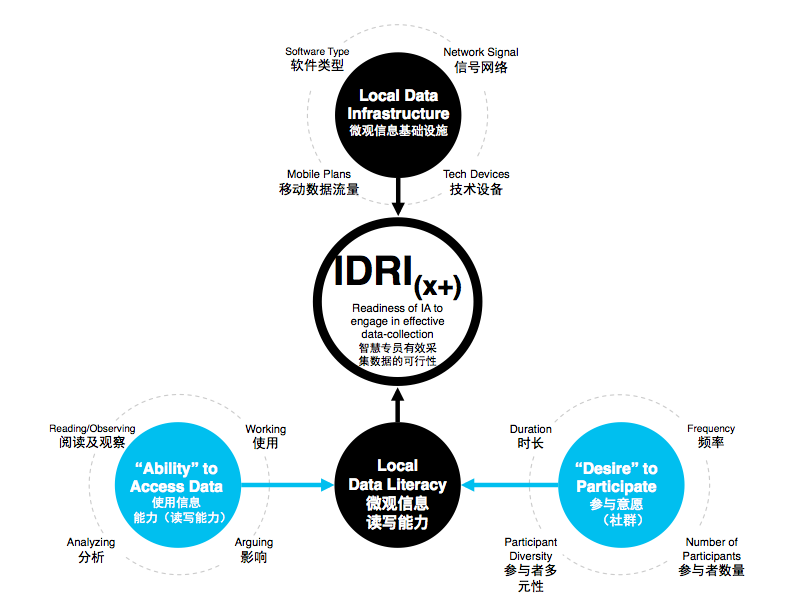 Software Type
软件类型
Network Signal
信号网络
Local Data
Infrastructure
微观信息基础设施
Mobile Plans
移动数据流量
Tech Devices
技术设备
IDRI(x+)
Readiness of IA to
engage in effective
data-collection
智慧专员有效采
集数据的可行性
Reading/Observing
阅读及观察
Working
使用
“Ability” to
Access Data
使用信息
能力（读写能力）
Analyzing
分析
Arguing
影响
Local
Data Literacy
微观信息
读写能力
Duration
时长
Frequency
频率
“Desire” to
Participate
参与意愿
（社群）
Participant
Diversity
参与者多
元性
Number of
Participants
参与者数量